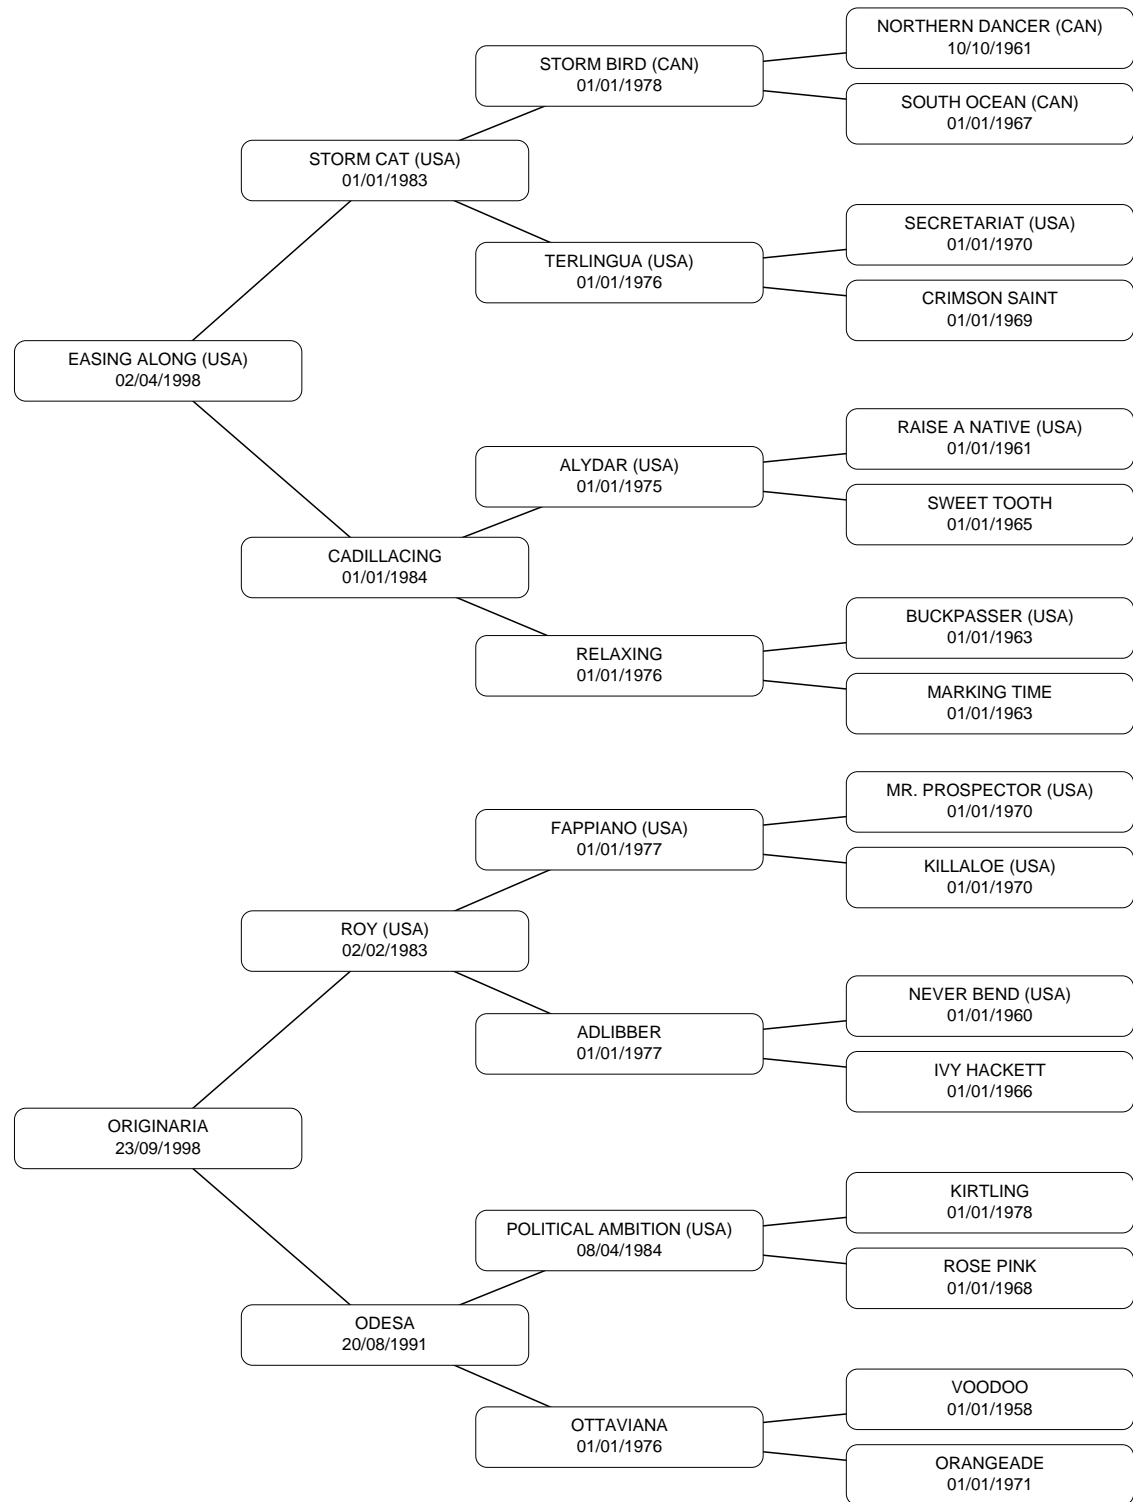 NORTHERN DANCER (CAN)
10/10/1961
STORM BIRD (CAN)
01/01/1978
SOUTH OCEAN (CAN)
01/01/1967
STORM CAT (USA)
01/01/1983
SECRETARIAT (USA)
01/01/1970
TERLINGUA (USA)
01/01/1976
CRIMSON SAINT
01/01/1969
EASING ALONG (USA)
02/04/1998
RAISE A NATIVE (USA)
01/01/1961
ALYDAR (USA)
01/01/1975
SWEET TOOTH
01/01/1965
CADILLACING
01/01/1984
BUCKPASSER (USA)
01/01/1963
RELAXING
01/01/1976
MARKING TIME
01/01/1963
MR. PROSPECTOR (USA)
01/01/1970
FAPPIANO (USA)
01/01/1977
KILLALOE (USA)
01/01/1970
ROY (USA)
02/02/1983
NEVER BEND (USA)
01/01/1960
ADLIBBER
01/01/1977
IVY HACKETT
01/01/1966
ORIGINARIA
23/09/1998
KIRTLING
01/01/1978
POLITICAL AMBITION (USA)
08/04/1984
ROSE PINK
01/01/1968
ODESA
20/08/1991
VOODOO
01/01/1958
OTTAVIANA
01/01/1976
ORANGEADE
01/01/1971